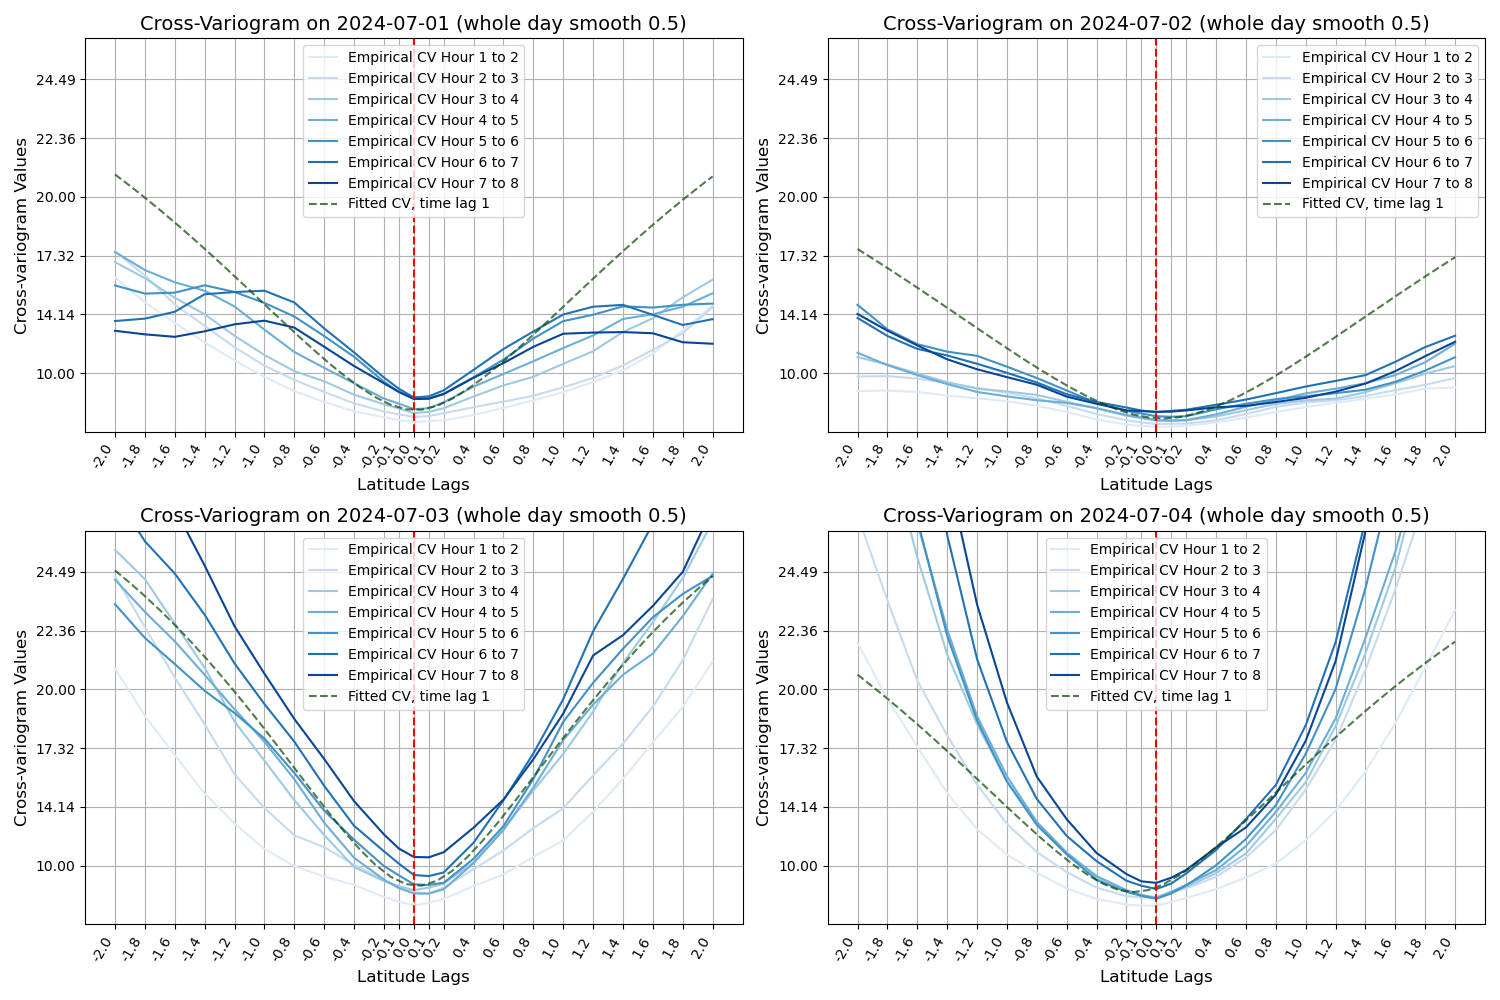 Cross-Variogram on 2024-07-01 (whole day smooth 0.5)
Cross-variogram Values
24.49
22.36
20.00
17.32
14.14
10.00
Empirical CV Hour 1 to 2
Empirical CV Hour 2 to 3
Empirical CV Hour 3 to 4
Empirical CV Hour 4 to 5
Empirical CV Hour 5 to 6
Empirical CV Hour 6 to 7
Empirical CV Hour 7 to 8
Fitted CV, time lag 1
-2.0 -1.8 -1.6 -1.4 -1.2 -1.0 -0.8 -0.6 -0.4 -0.2 -0.1 0.0 0.1 0.2 0.4 0.6 0.8 1.0 1.2 1.4 1.6 1.8 2.0
Latitude Lags
Cross-Variogram on 2024-07-02 (whole day smooth 0.5)
Cross-variogram Values
24.49
22.36
20.00
17.32
14.14
10.00
Empirical CV Hour 1 to 2
Empirical CV Hour 2 to 3
Empirical CV Hour 3 to 4
Empirical CV Hour 4 to 5
Empirical CV Hour 5 to 6
Empirical CV Hour 6 to 7
Empirical CV Hour 7 to 8
Fitted CV, time lag 1
-2.0 -1.8 -1.6 -1.4 -1.2 -1.0 -0.8 -0.6 -0.4 -0.2 -0.1 0.0 0.1 0.2 0.4 0.6 0.8 1.0 1.2 1.4 1.6 1.8 2.0
Latitude Lags
Cross-Variogram on 2024-07-03 (whole day smooth 0.5)
Cross-variogram Values
24.49
22.36
20.00
17.32
14.14
10.00
Empirical CV Hour 1 to 2
Empirical CV Hour 2 to 3
Empirical CV Hour 3 to 4
Empirical CV Hour 4 to 5
Empirical CV Hour 5 to 6
Empirical CV Hour 6 to 7
Empirical CV Hour 7 to 8
Fitted CV, time lag 1
-2.0 -1.8 -1.6 -1.4 -1.2 -1.0 -0.8 -0.6 -0.4 -0.2 -0.1 0.0 0.1 0.2 0.4 0.6 0.8 1.0 1.2 1.4 1.6 1.8 2.0
Latitude Lags
Cross-Variogram on 2024-07-04 (whole day smooth 0.5)
Cross-variogram Values
24.49
22.36
20.00
17.32
14.14
10.00
Empirical CV Hour 1 to 2
Empirical CV Hour 2 to 3
Empirical CV Hour 3 to 4
Empirical CV Hour 4 to 5
Empirical CV Hour 5 to 6
Empirical CV Hour 6 to 7
Empirical CV Hour 7 to 8
Fitted CV, time lag 1
-2.0 -1.8 -1.6 -1.4 -1.2 -1.0 -0.8 -0.6 -0.4 -0.2 -0.1 0.0 0.1 0.2 0.4 0.6 0.8 1.0 1.2 1.4 1.6 1.8 2.0
Latitude Lags